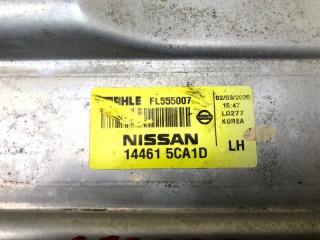 MAHLE FL555007
02/03/2020
15:47
L0277
KOREA
NISSAN
14461 5CA1D LH